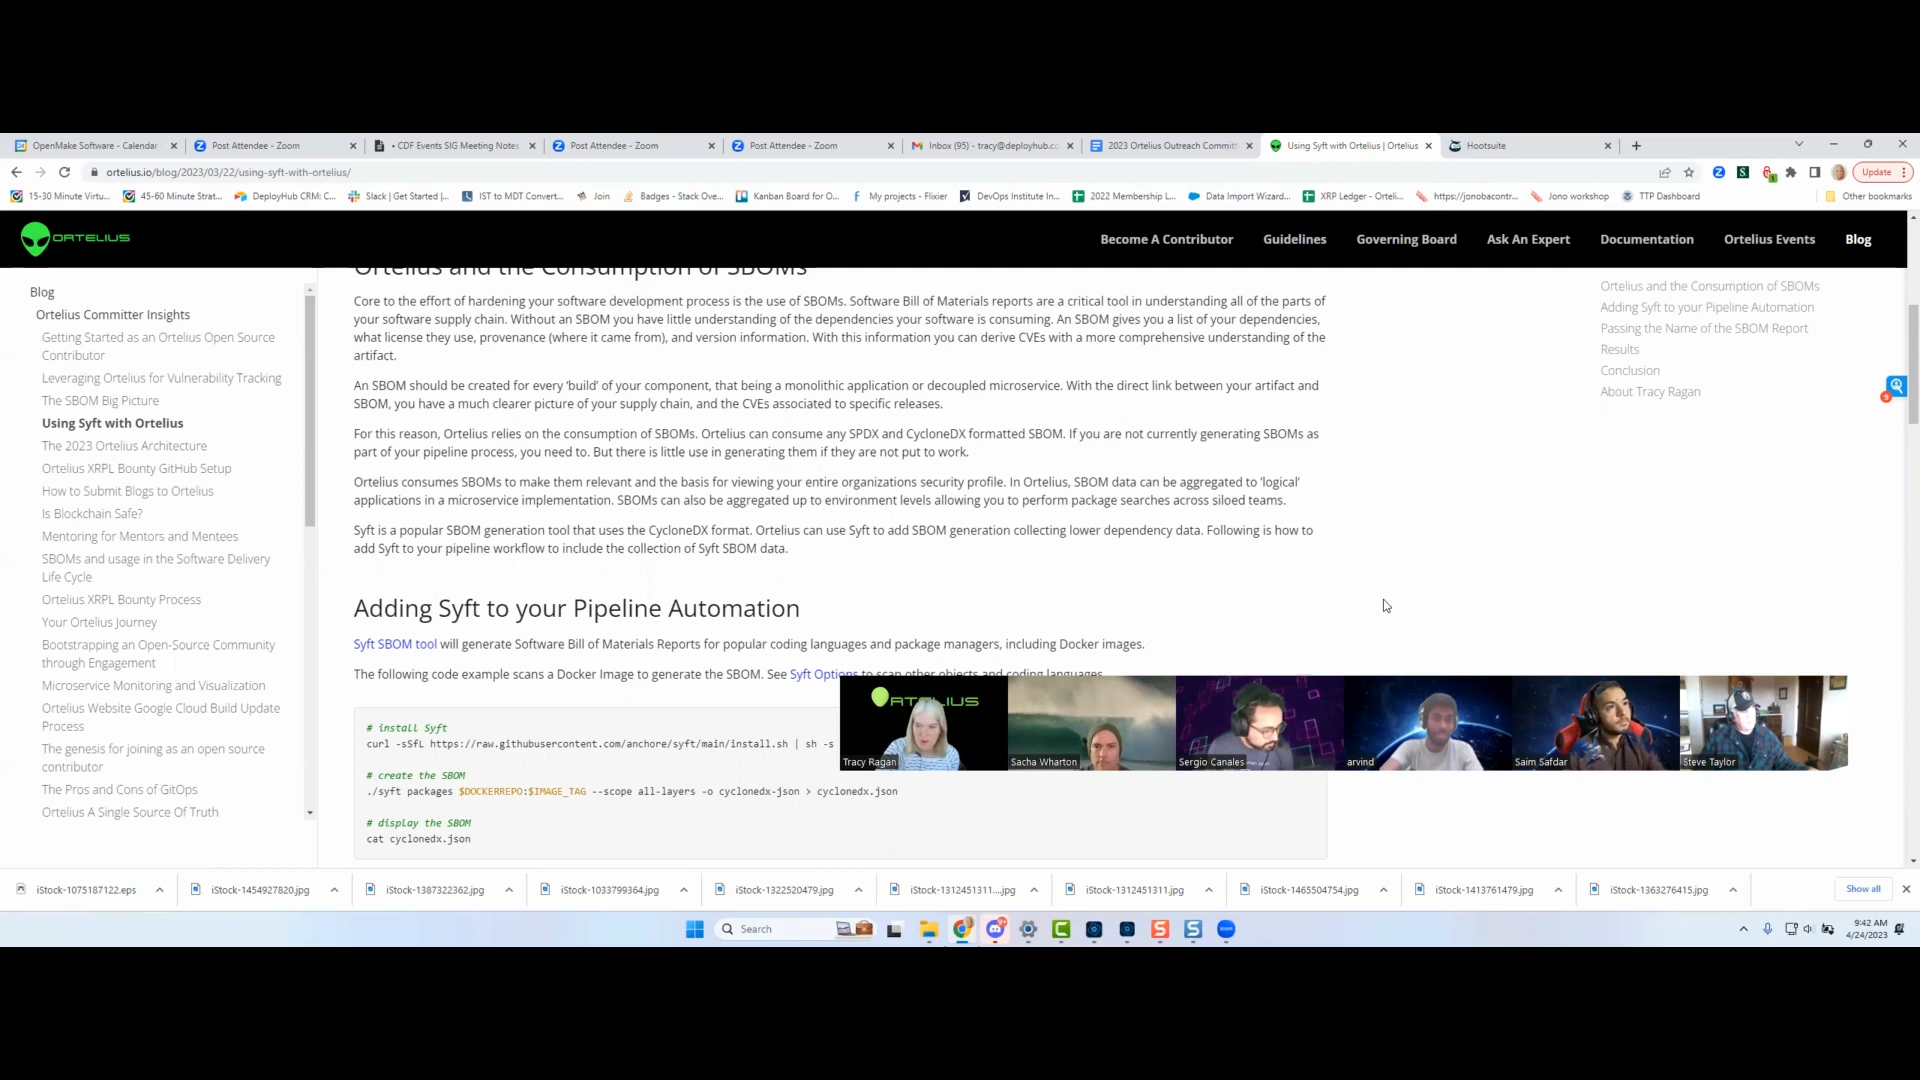 OpenMake Software - Calendar
Post Attendee - Zoom
• CDF Events SIG Meeting Notes
Post Attendee - Zoom
Post Attendee - Zoom
Inbox (95) - tracy@deployhub.co
2023 Ortelius Outreach Committ
Using Syft with Ortelius | Ortelius
Hootsuite
ortelius.io/blog/2023/03/22/using-syft-with-ortelius/
Update
15-30 Minute Virtu...
45-60 Minute Strat...
DeployHub CRM: C...
Slack | Get Started |...
IST to MDT Convert...
Join
Badges - Stack Ove...
Kanban Board for O...
My projects - Flixier
DevOps Institute In...
2022 Membership L...
Data Import Wizard...
XRP Ledger - Orteli...
https://jonobacontr...
Jono workshop
TTP Dashboard
Other bookmarks
ORTELIUS
Become A Contributor
Guidelines
Governing Board
Ask An Expert
Documentation
Ortelius Events
Blog
Blog
Ortelius Committer Insights
Getting Started as an Ortelius Open Source
Contributor
Leveraging Ortelius for Vulnerability Tracking
The SBOM Big Picture
Using Syft with Ortelius
The 2023 Ortelius Architecture
Ortelius XRPL Bounty GitHub Setup
How to Submit Blogs to Ortelius
Is Blockchain Safe?
Mentoring for Mentors and Mentees
SBOMs and usage in the Software Delivery
Life Cycle
Ortelius XRPL Bounty Process
Your Ortelius Journey
Bootstrapping an Open-Source Community
through Engagement
Microservice Monitoring and Visualization
Ortelius Website Google Cloud Build Update
Process
The genesis for joining as an open source
contributor
The Pros and Cons of GitOps
Ortelius A Single Source Of Truth
Ortelius and the Consumption of SBOMs
Core to the effort of hardening your software development process is the use of SBOMs. Software Bill of Materials reports are a critical tool in understanding all of the parts of
your software supply chain. Without an SBOM you have little understanding of the dependencies your software is consuming. An SBOM gives you a list of your dependencies,
what license they use, provenance (where it came from), and version information. With this information you can derive CVEs with a more comprehensive understanding of the
artifact.
An SBOM should be created for every 'build' of your component, that being a monolithic application or decoupled microservice. With the direct link between your artifact and
SBOM, you have a much clearer picture of your supply chain, and the CVEs associated to specific releases.
For this reason, Ortelius relies on the consumption of SBOMs. Ortelius can consume any SPDX and CycloneDX formatted SBOM. If you are not currently generating SBOMs as
part of your pipeline process, you need to. But there is little use in generating them if they are not put to work.
Ortelius consumes SBOMs to make them relevant and the basis for viewing your entire organizations security profile. In Ortelius, SBOM data can be aggregated to 'logical'
applications in a microservice implementation. SBOMs can also be aggregated up to environment levels allowing you to perform package searches across siloed teams.
Syft is a popular SBOM generation tool that uses the CycloneDX format. Ortelius can use Syft to add SBOM generation collecting lower dependency data. Following is how to
add Syft to your pipeline workflow to include the collection of Syft SBOM data.
Adding Syft to your Pipeline Automation
Syft SBOM tool will generate Software Bill of Materials Reports for popular coding languages and package managers, including Docker images.
The following code example scans a Docker Image to generate the SBOM. See Syft Options to scan other objects and coding languages.
# install Syft
curl -sSfL https://raw.githubusercontent.com/anchore/syft/main/install.sh | sh -s
# create the SBOM
./syft packages $DOCKERREPO:$IMAGE_TAG --scope all-layers -o cyclonedx-json > cyclonedx.json
# display the SBOM
cat cyclonedx.json
Ortelius and the Consumption of SBOMs
Adding Syft to your Pipeline Automation
Passing the Name of the SBOM Report
Results
Conclusion
About Tracy Ragan
9
ORTELIUS
Tracy Ragan
Sacha Wharton
Sergio Canales
arvind
Saim Safdar
Steve Taylor
iStock-1075187122.eps
iStock-1454927820.jpg
iStock-1387322362.jpg
iStock-1033799364.jpg
iStock-1322520479.jpg
iStock-1312451311....jpg
iStock-1312451311.jpg
iStock-1465504754.jpg
iStock-1413761479.jpg
iStock-1363276415.jpg
Show all
Search
9+
9:42 AM
4/24/2023